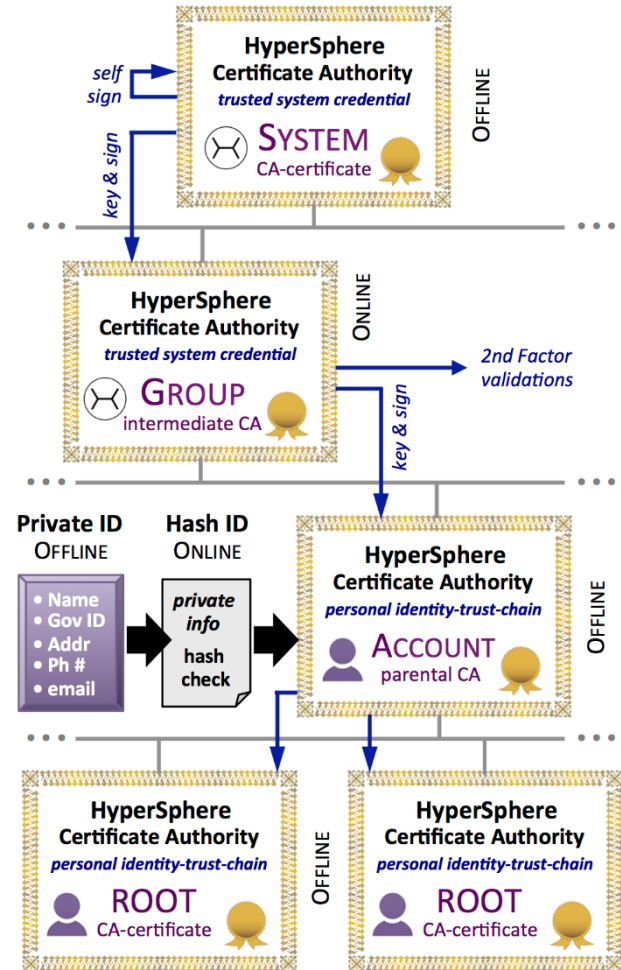 HyperSphere
Certificate Authority
trusted system credential
SYSTEM
CA-certificate
OFFLINE
self
sign
key & sign
HyperSphere
Certificate Authority
trusted system credential
GROUP
intermediate CA
ONLINE
2nd Factor
validations
key & sign
Private ID
OFFLINE
• Name
• Gov ID
• Addr
• Ph #
• email
Hash ID
ONLINE
private
info
hash
check
HyperSphere
Certificate Authority
personal identity-trust-chain
ACCOUNT
parental CA
OFFLINE
HyperSphere
Certificate Authority
personal identity-trust-chain
ROOT
CA-certificate
OFFLINE
HyperSphere
Certificate Authority
personal identity-trust-chain
ROOT
CA-certificate